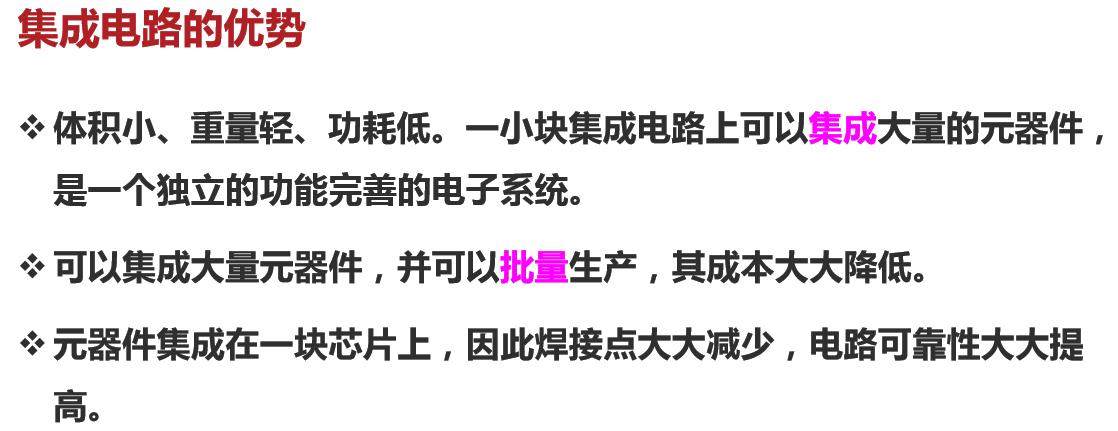 集成电路的优势
❖ 体积小、重量轻、功耗低。一小块集成电路上可以集成大量的元器件，
是一个独立的功能完善的电子系统。
❖ 可以集成大量元器件，并可以批量生产，其成本大大降低。
❖ 元器件集成在一块芯片上，因此焊接点大大减少，电路可靠性大大提
高。